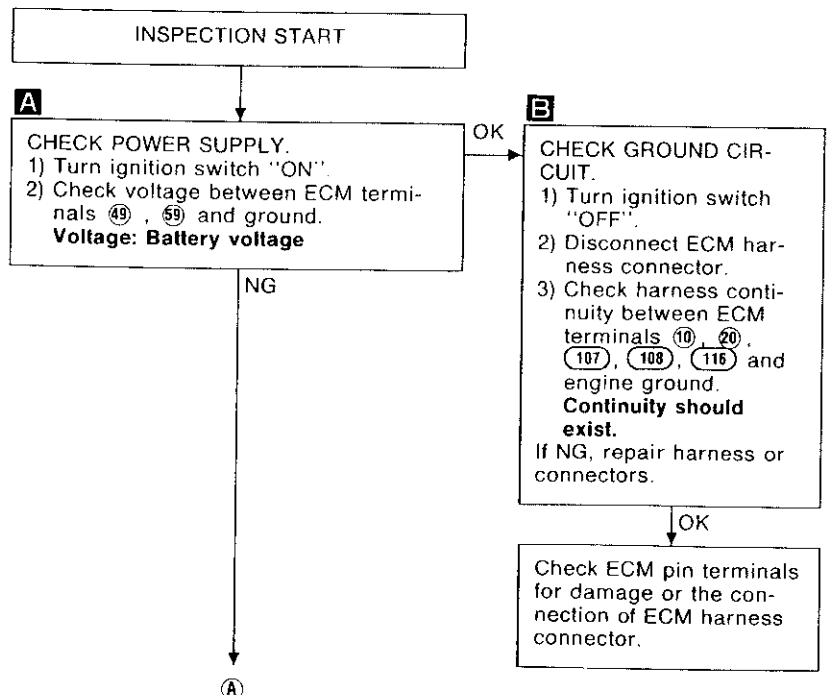 INSPECTION START
A
CHECK POWER SUPPLY.
1) Turn ignition switch "ON".
2) Check voltage between ECM termi-
nals 49 , 59 and ground.
Voltage: Battery voltage
OK
NG
B
CHECK GROUND CIR-
CUIT.
1) Turn ignition switch
"OFF".
2) Disconnect ECM har-
ness connector.
3) Check harness conti-
nuity between ECM
terminals 10, 20,
107, 108, 116 and
engine ground.
Continuity should
exist.
If NG, repair harness or
connectors.
OK
Check ECM pin terminals
for damage or the con-
nection of ECM harness
connector.
A